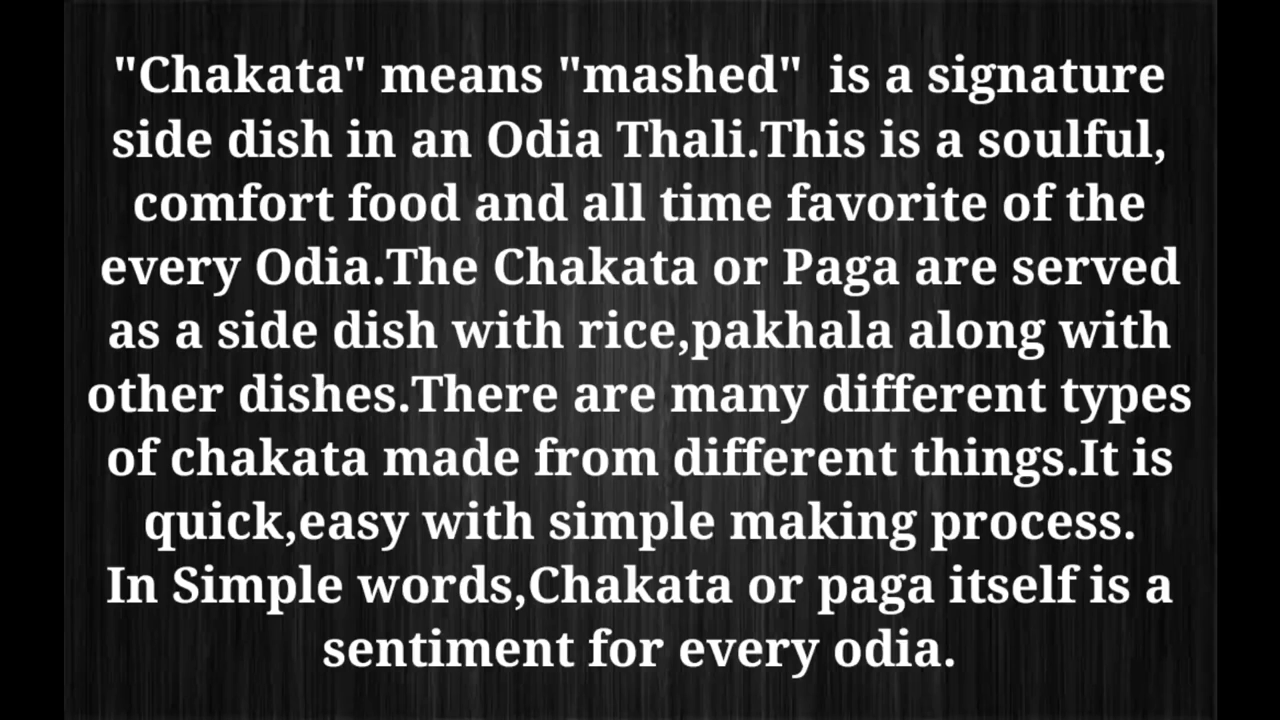 "Chakata" means "mashed"  is a signature
side dish in an Odia Thali.This is a soulful,
comfort food and all time favorite of the
every Odia.The Chakata or Paga are served
as a side dish with rice,pakhala along with
other dishes.There are many different types
of chakata made from different things.It is
quick,easy with simple making process.
In Simple words,Chakata or paga itself is a
sentiment for every odia.